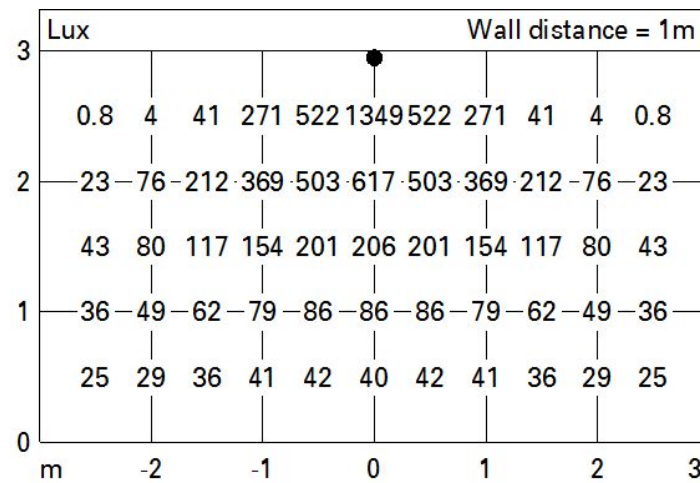 Lux Wall distance = 1m
3
0.8 4 41 271 522 1349 522 271 41 4 0.8
2 23 76 212 369 503 617 503 369 212 76 23
43 80 117 154 201 206 201 154 117 80 43
1 36 49 62 79 86 86 86 79 62 49 36
25 29 36 41 42 40 42 41 36 29 25
0
m -2 -1 0 1 2 3